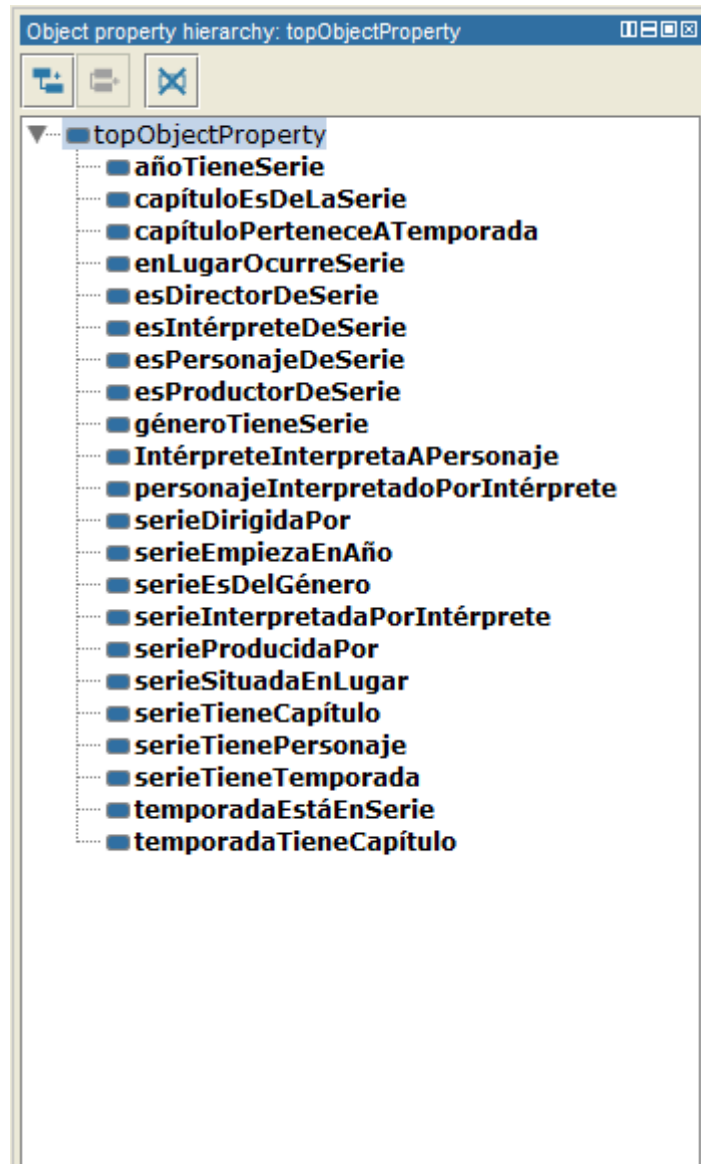 Object property hierarchy: topObjectProperty
topObjectProperty
añoTieneSerie
capítuloEsDeLaSerie
capítuloPerteneceATemporada
enLugarOcurreSerie
esDirectorDeSerie
esIntérpreteDeSerie
esPersonajeDeSerie
esProductorDeSerie
géneroTieneSerie
IntérpreteInterpretaAPersonaje
personajeInterpretadoPorIntérprete
serieDirigidaPor
serieEmpiezaEnAño
serieEsDelGénero
serieInterpretadaPorIntérprete
serieProducidaPor
serieSituadaEnLugar
serieTieneCapítulo
serieTienePersonaje
serieTieneTemporada
temporadaEstáEnSerie
temporadaTieneCapítulo